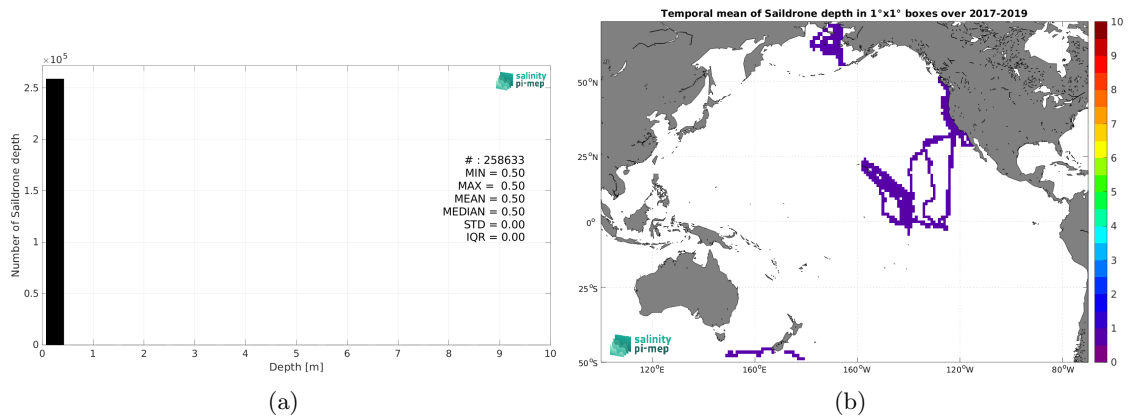 ×10⁵
2.5
2
1.5
1
0.5
0
0 1 2 3 4 5 6 7 8 9 10
Number of Saildrone depth
Depth [m]
salinity
pi-mep
# : 258633
MIN = 0.50
MAX = 0.50
MEAN = 0.50
MEDIAN = 0.50
STD = 0.00
IQR = 0.00
(a)
Temporal mean of Saildrone depth in 1°x1° boxes over 2017-2019
50°N
25°N
0°
25°S
50°S
120°E 160°E 160°W 120°W 80°W
salinity
pi-mep
10
9
8
7
6
5
4
3
2
1
0
(b)